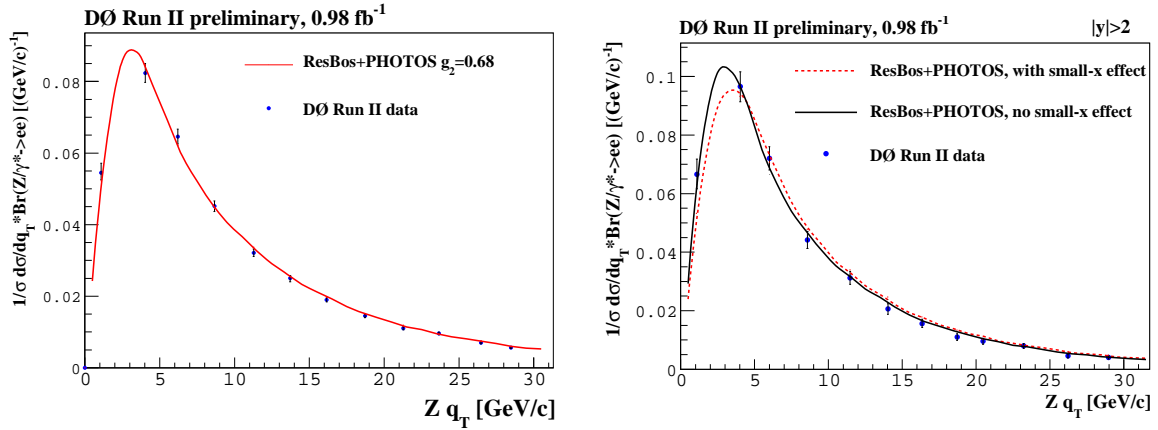 DØ Run II preliminary, 0.98 fb⁻¹
1/σ dσ/dq_T*Br(Z/γ*->ee) [(GeV/c)⁻¹]
ResBos+PHOTOS g₂=0.68
DØ Run II data
0.08
0.06
0.04
0.02
0
0 5 10 15 20 25 30
Z q_T [GeV/c]
DØ Run II preliminary, 0.98 fb⁻¹ |y|>2
1/σ dσ/dq_T*Br(Z/γ*->ee) [(GeV/c)⁻¹]
ResBos+PHOTOS, with small-x effect
ResBos+PHOTOS, no small-x effect
DØ Run II data
0.1
0.08
0.06
0.04
0.02
0
0 5 10 15 20 25 30
Z q_T [GeV/c]